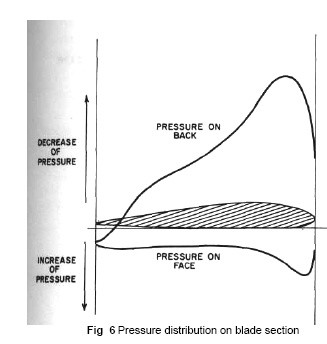 PRESSURE ON
BACK
DECREASE
OF
PRESSURE
INCREASE
OF
PRESSURE
PRESSURE ON
FACE
Fig 6 Pressure distribution on blade section